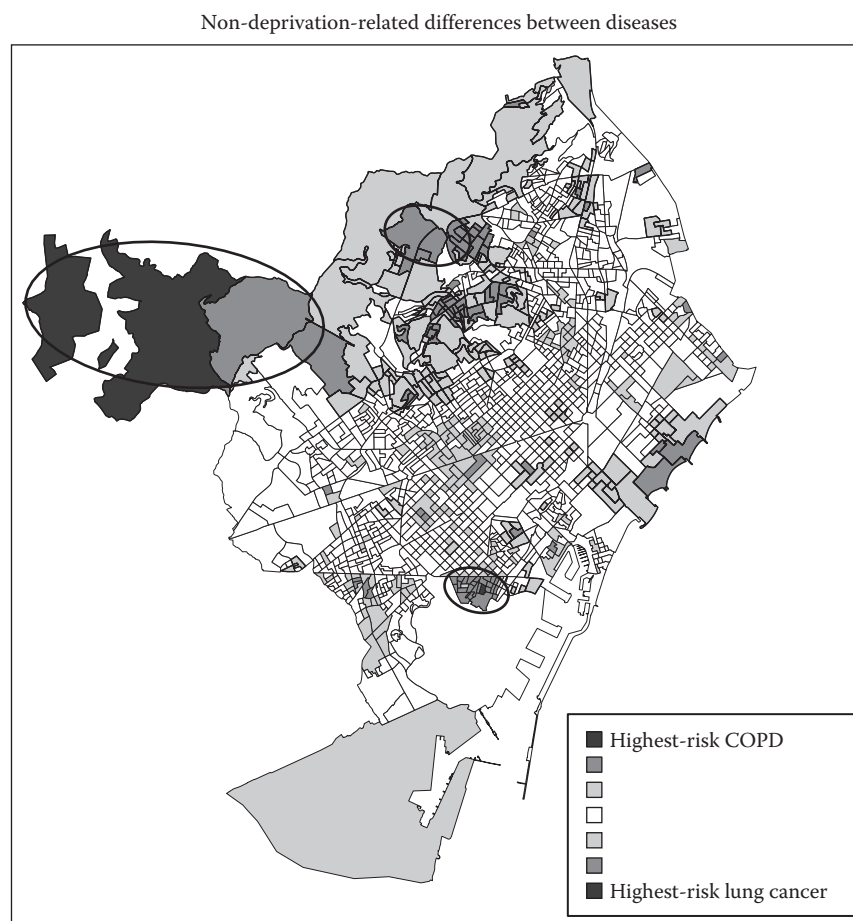 Non-deprivation-related differences between diseases
Highest-risk COPD
Highest-risk lung cancer